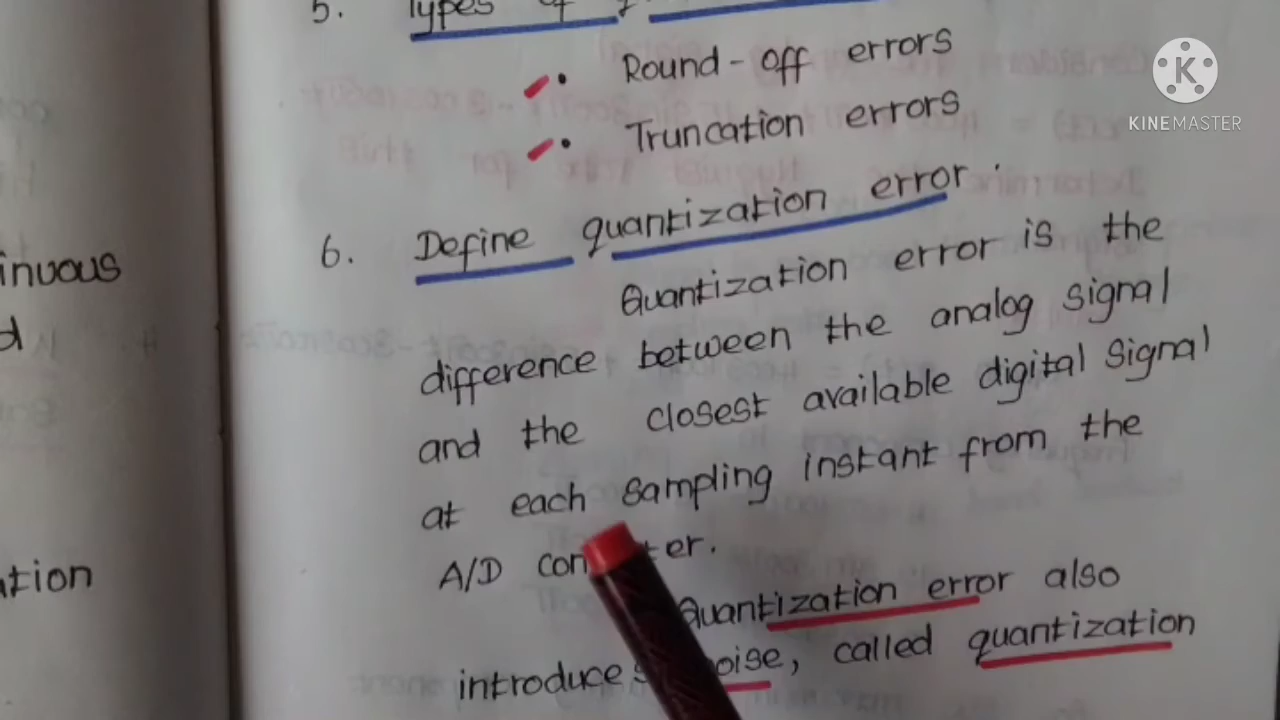 5. Types of
• Round-off errors
• Truncation errors
6. Define quantization error.
Quantization error is the
difference between the analog signal
and the closest available digital signal
at each sampling instant from the
A/D
Quantization error also
introduce, called quantization
inuous
d
ation
KINEMASTER